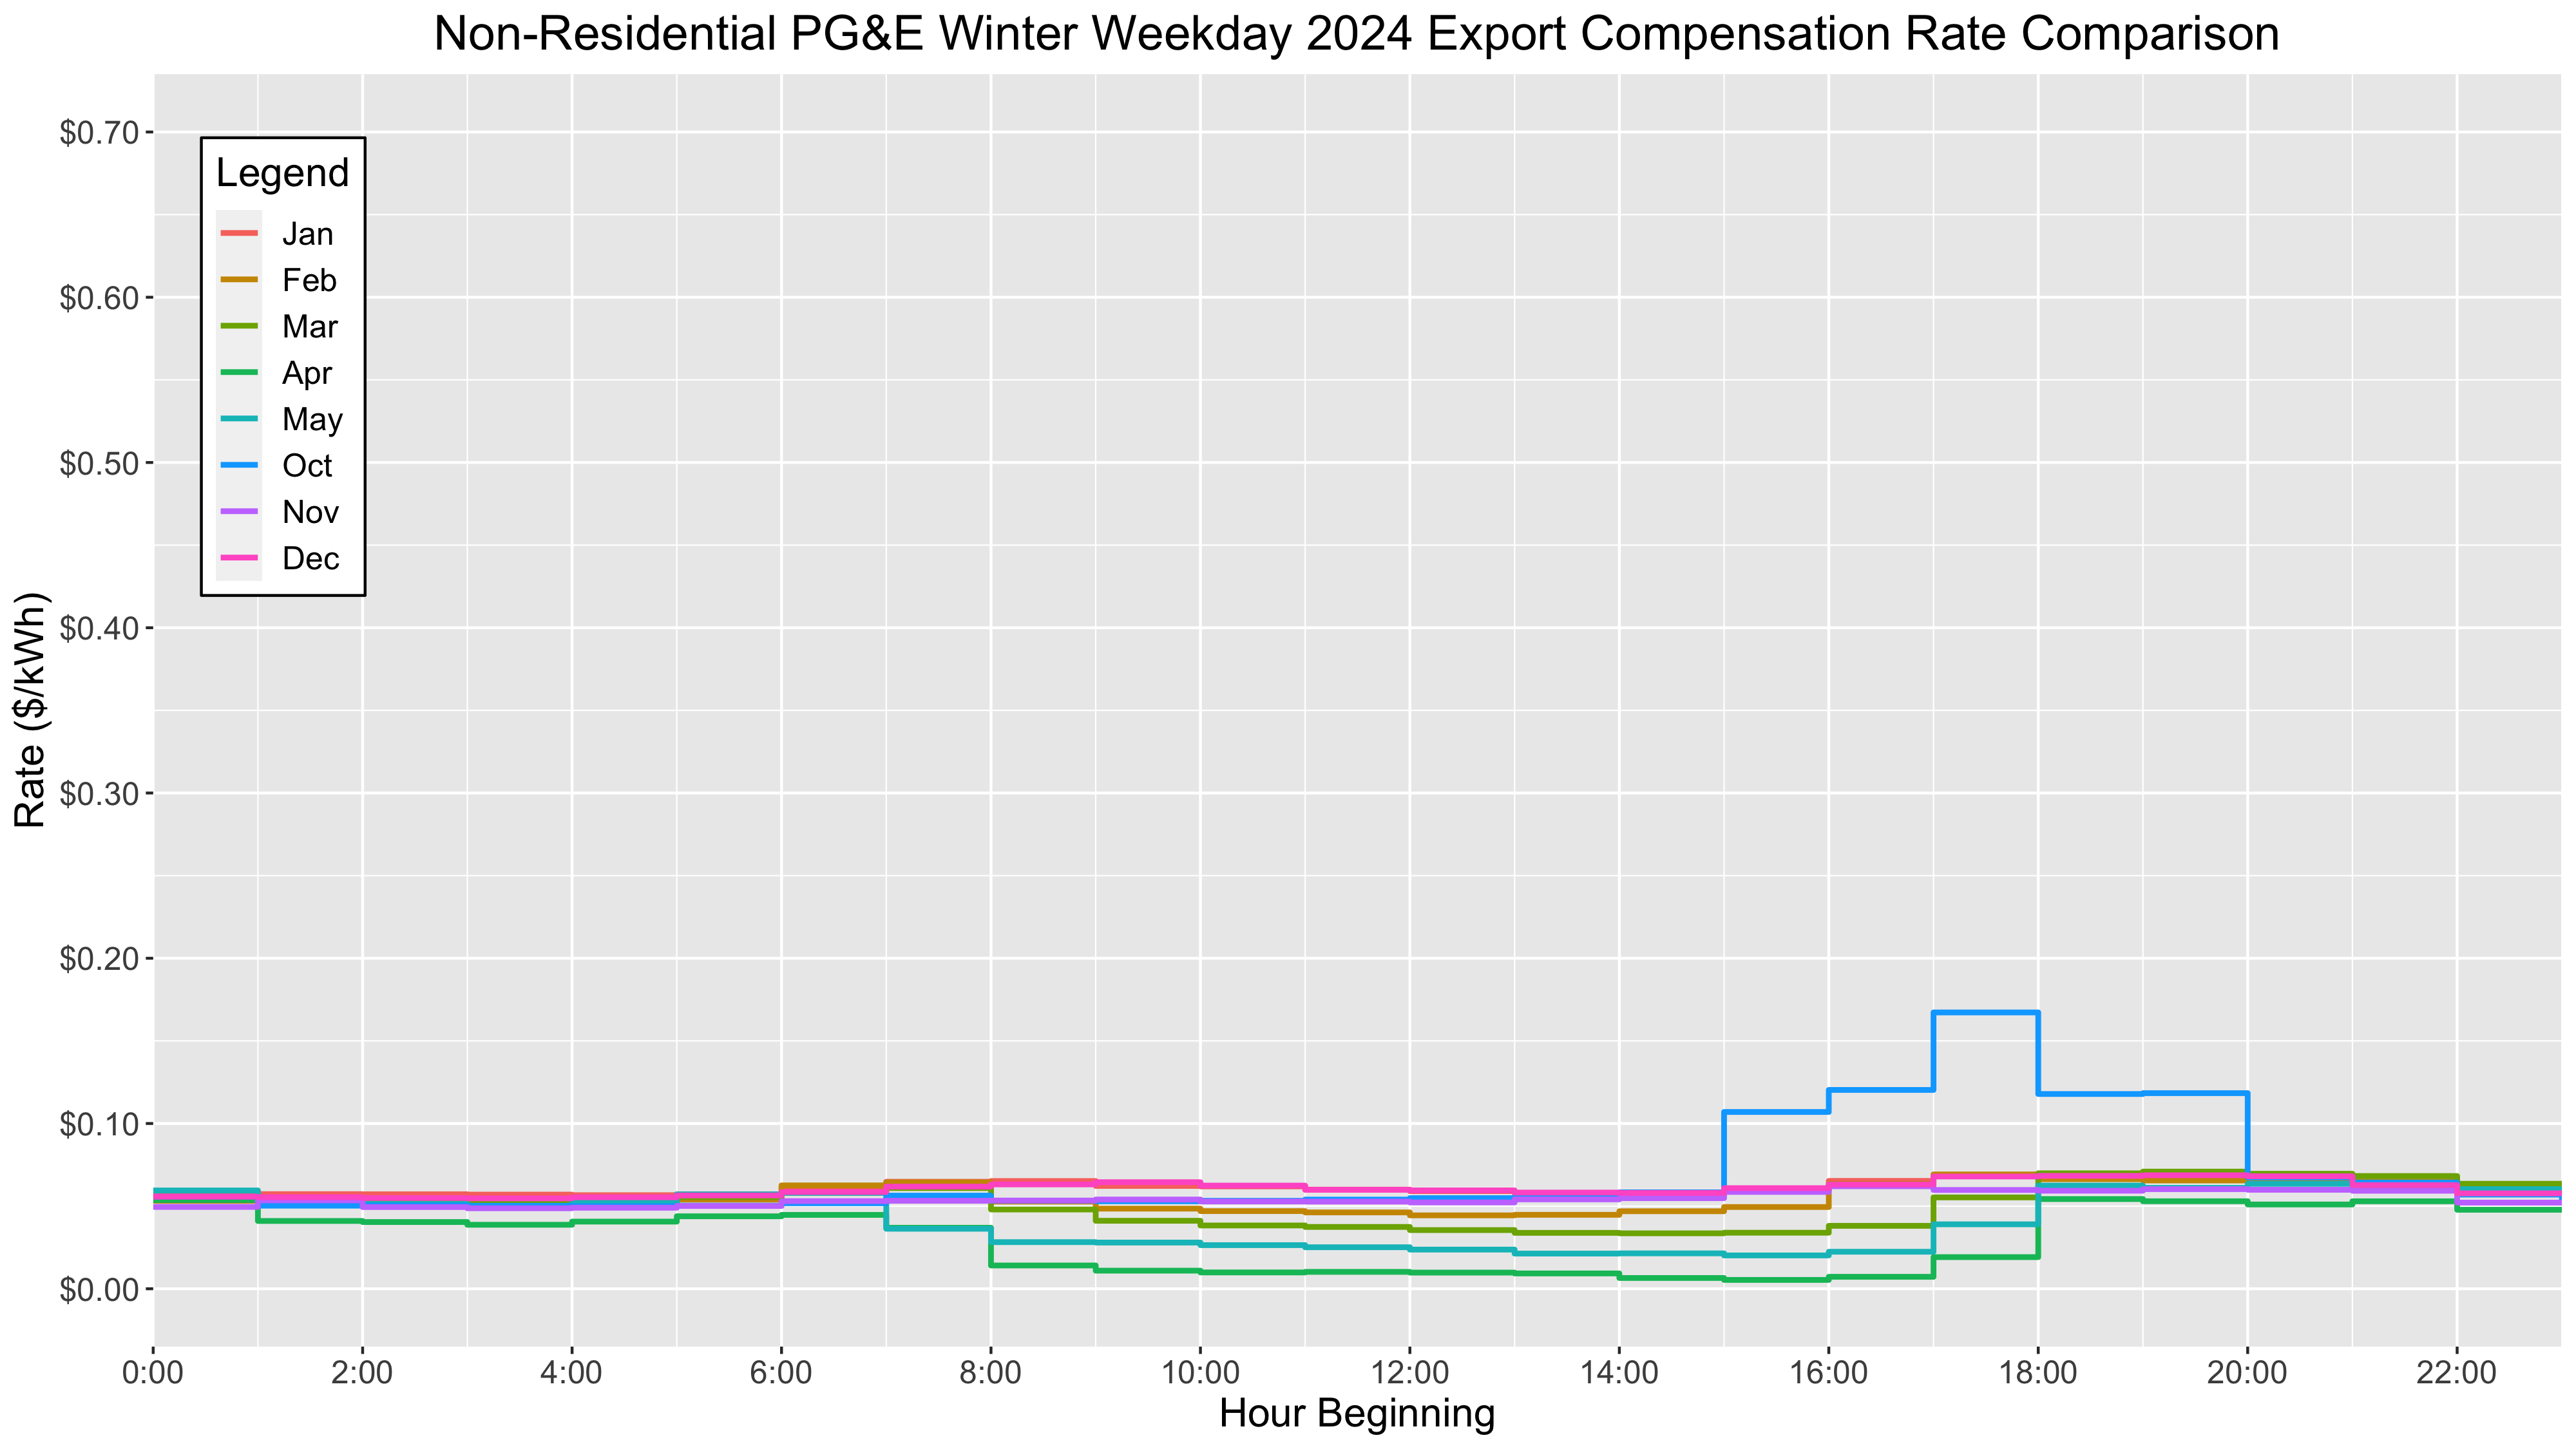 Non-Residential PG&E Winter Weekday 2024 Export Compensation Rate Comparison
$0.70
$0.60
$0.50
$0.40
$0.30
$0.20
$0.10
$0.00
Rate ($/kWh)
Legend
Jan
Feb
Mar
Apr
May
Oct
Nov
Dec
0:00 2:00 4:00 6:00 8:00 10:00 12:00 14:00 16:00 18:00 20:00 22:00
Hour Beginning